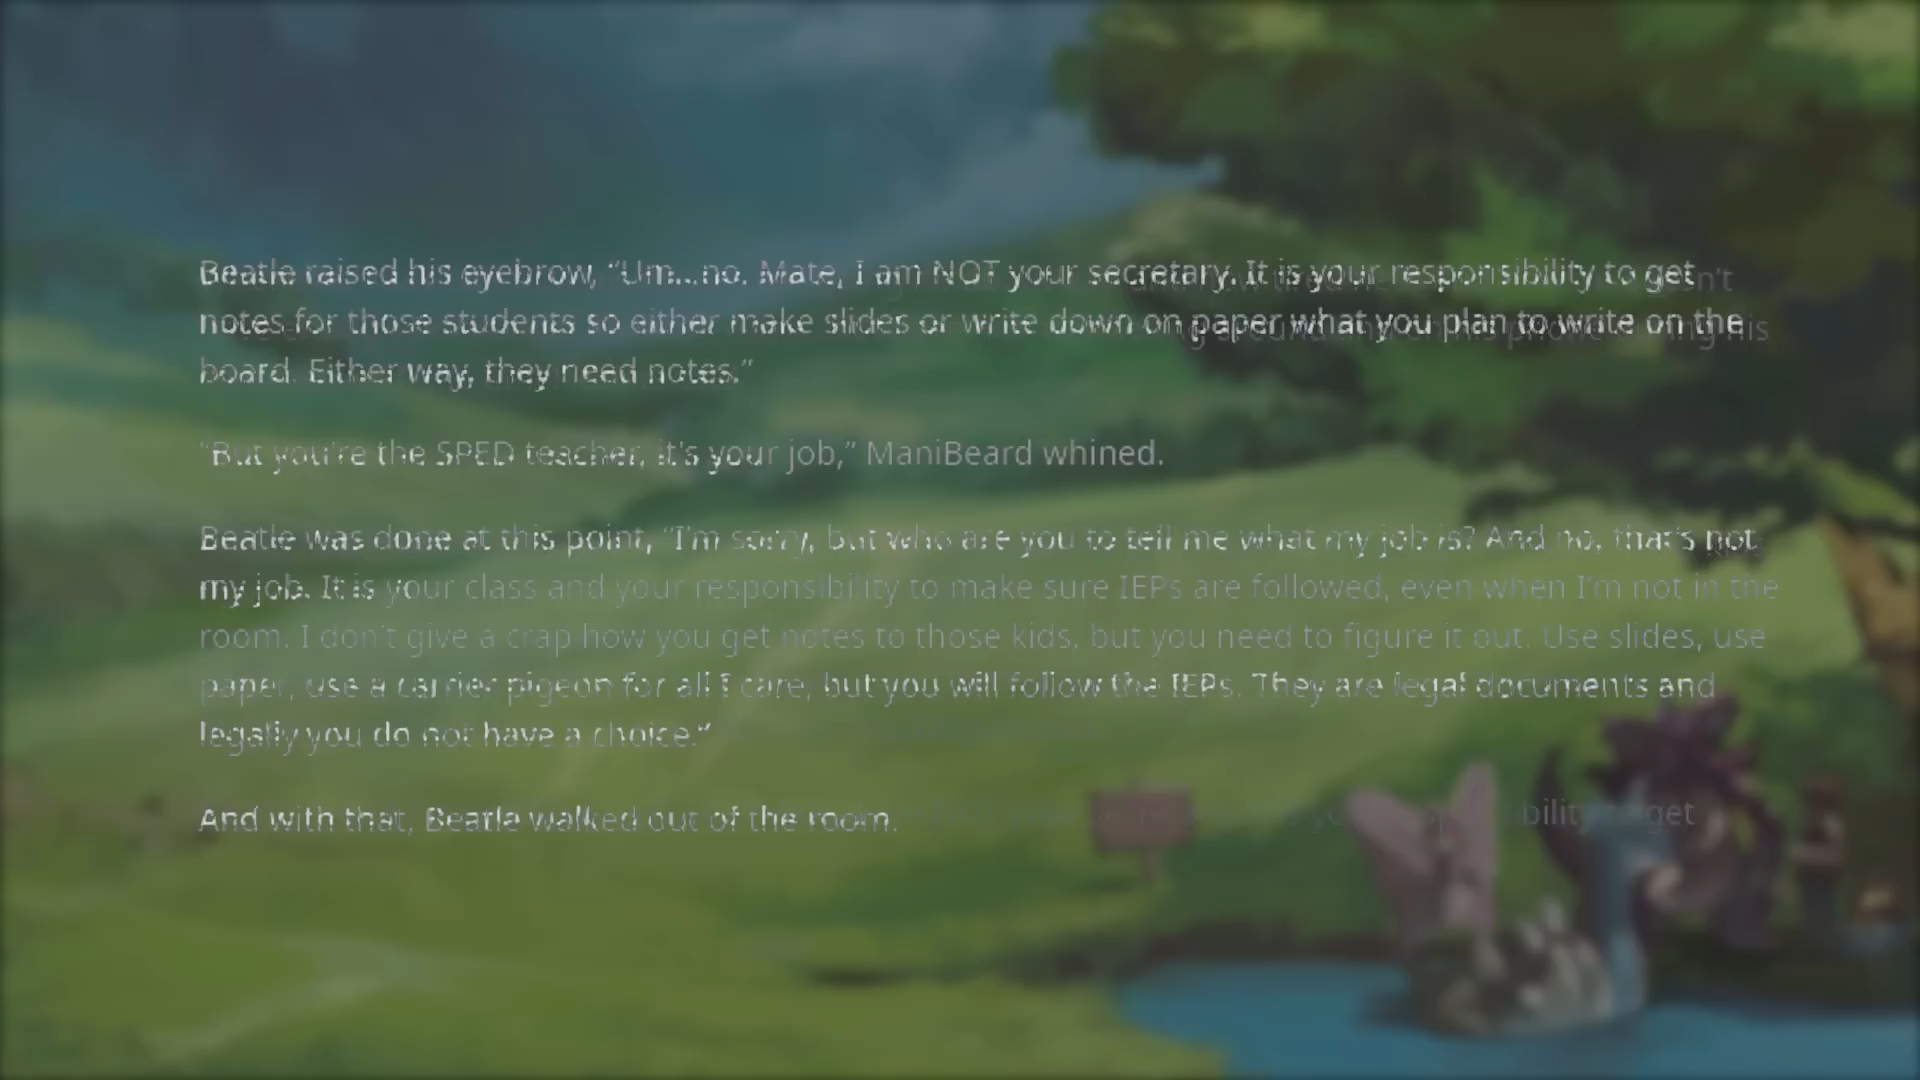 Beatle raised his eyebrow, “Um...no. Mate, I am NOT your secretary. It is your responsibility to get
notes for those students so either make slides or write down on paper what you plan to write on the
board. Either way, they need notes.”
“But you're the SPED teacher, it's your job,” ManiBeard whined.
Beatle was done at this point, “I'm sorry, but who are you to tell me what my job is? And no, that's not
my job. It is your class and your responsibility to make sure IEPs are followed, even when I'm not in the
room. I don't give a crap how you get notes to those kids, but you need to figure it out. Use slides, use
paper, use a carrier pigeon for all I care, but you will follow the IEPs. They are legal documents and
legally you do not have a choice.”
And with that, Beatle walked out of the room.